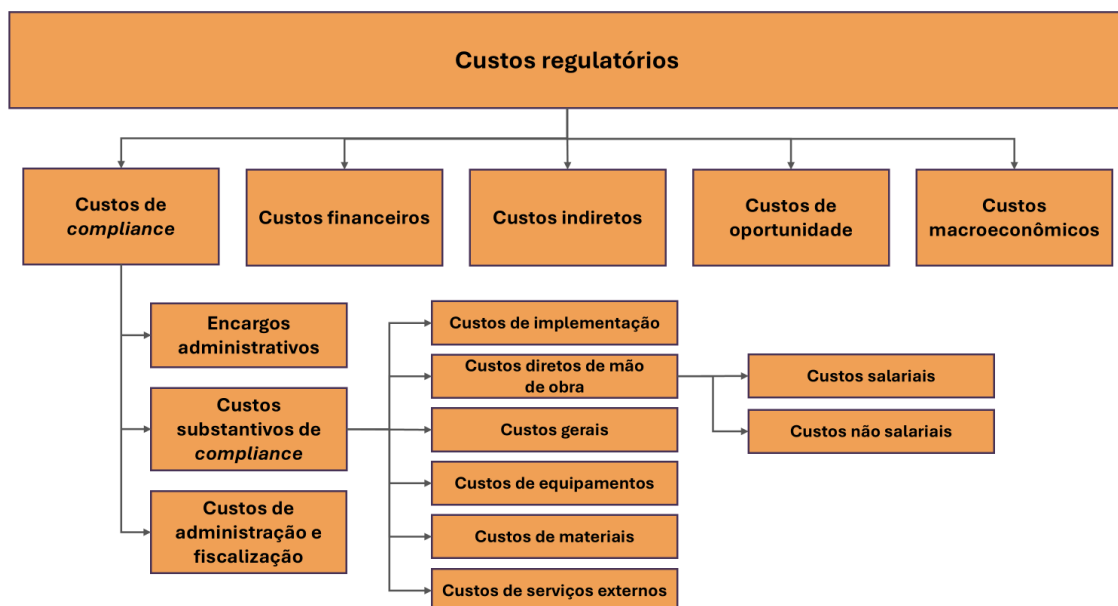 Custos regulatórios
Custos de
compliance
Custos financeiros
Custos indiretos
Custos de
oportunidade
Custos
macroeconômicos
Encargos
administrativos
Custos
substantivos de
compliance
Custos de
administração e
fiscalização
Custos de implementação
Custos diretos de mão
de obra
Custos gerais
Custos de equipamentos
Custos de materiais
Custos de serviços externos
Custos salariais
Custos não salariais